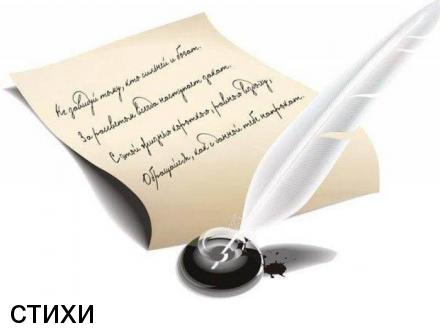 Не завидуй тому, кто сильней и богат.
За рассветом всегда наступает закат.
С этой жизнью короткою, равною вздоху,
Обращайся, как с данной тебе напрокат.
СТИХИ